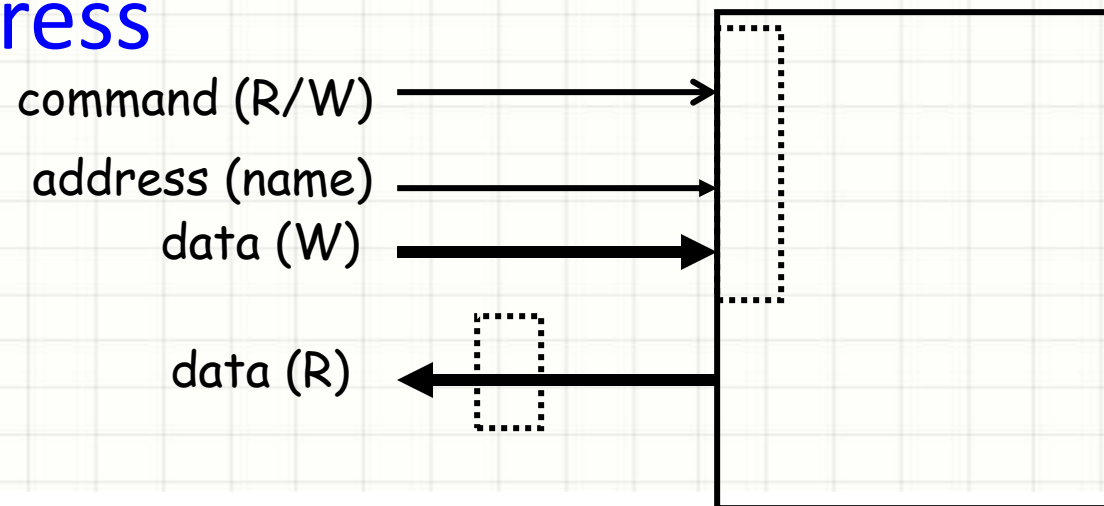 ress
command (R/W)
address (name)
data (W)
data (R)